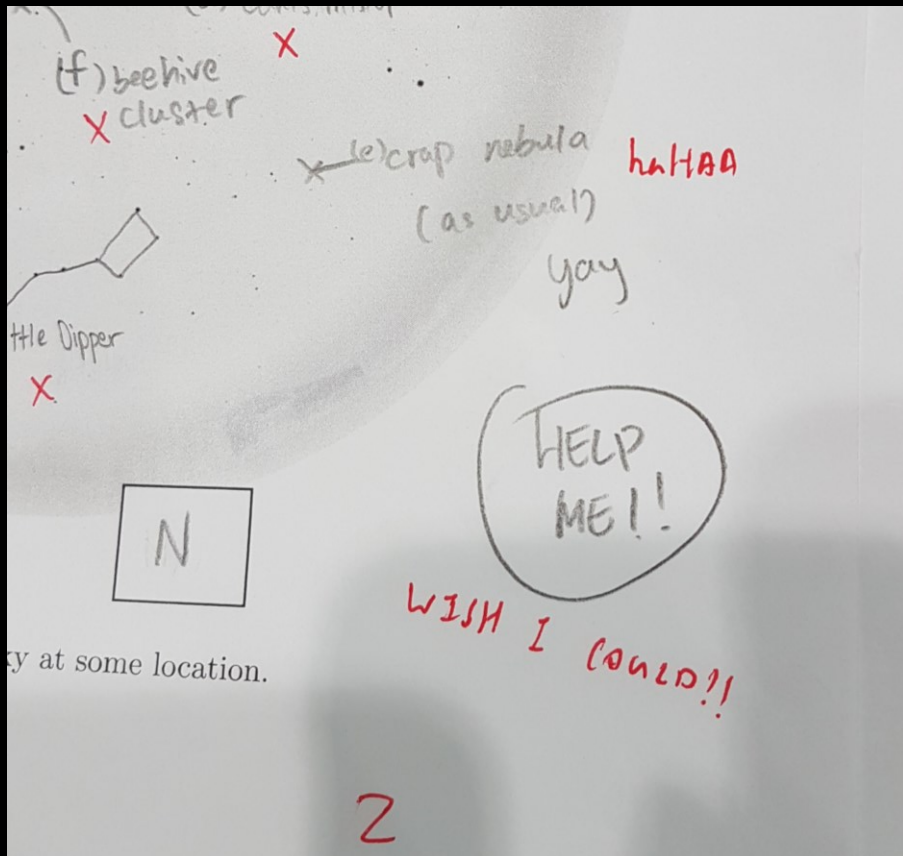 X
(f) beehive
X cluster
(e) crap nebula haHAA
(as usual)
yay
ttle Dipper
X
HELP
ME!!
N
WISH I COULD!!
y at some location.
2